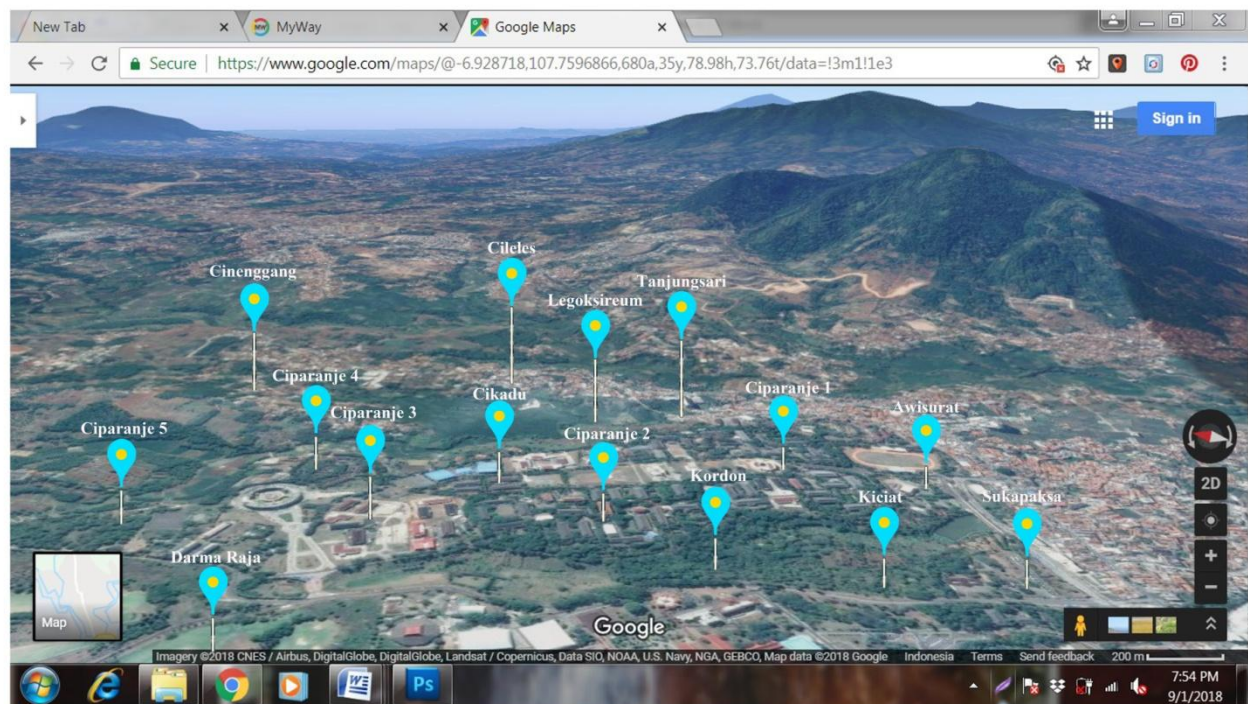 New Tab
MyWay
Google Maps
Secure
https://www.google.com/maps/@-6.928718,107.7596866,680a,35y,78.98h,73.76t/data=!3m1!1e3
Sign in
Cileles
Cinenggang
Tanjungsari
Legoksireum
Ciparanje 4
Ciparanje 1
Cikadu
Ciparanje 3
Awisurat
Ciparanje 5
Ciparanje 2
Kordon
2D
Kiciat
Sukapaksa
Darma Raja
Map
Google
Imagery ©2018 CNES / Airbus, DigitalGlobe, DigitalGlobe, Landsat / Copernicus, Data SIO, NOAA, U.S. Navy, NGA, GEBCO, Map data ©2018 Google Indonesia Terms Send feedback 200 m
Ps
7:54 PM
9/1/2018